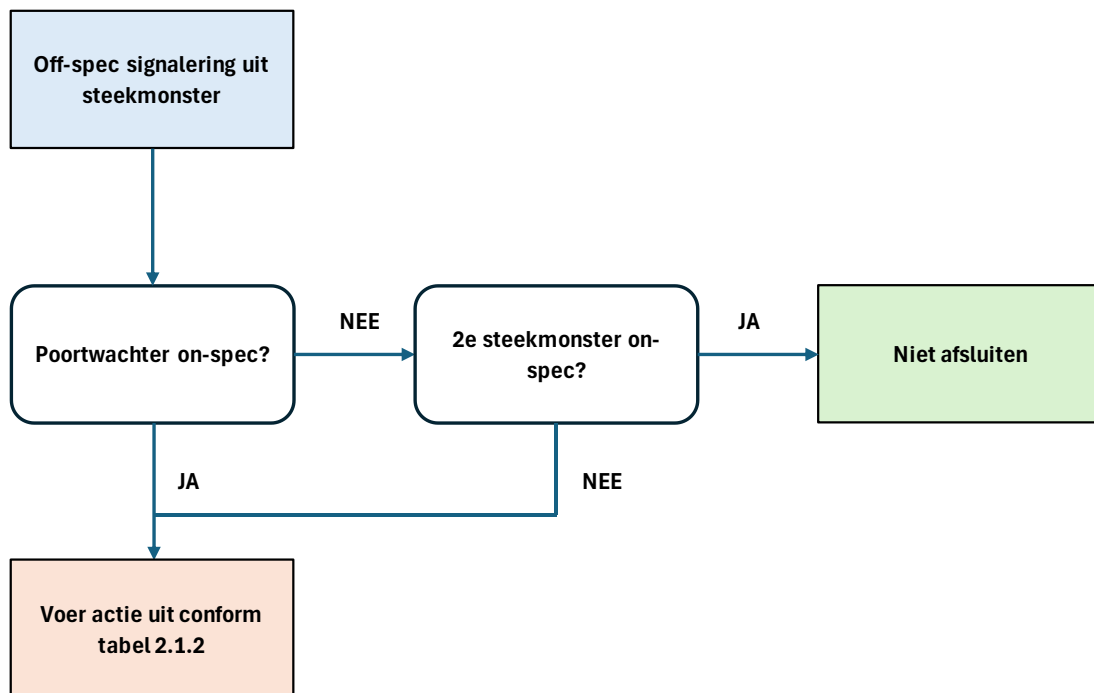 Off-spec signalering uit
steekmonster
Poortwachter on-spec?
NEE
2e steekmonster on-
spec?
JA
Niet afsluiten
JA
NEE
Voer actie uit conform
tabel 2.1.2